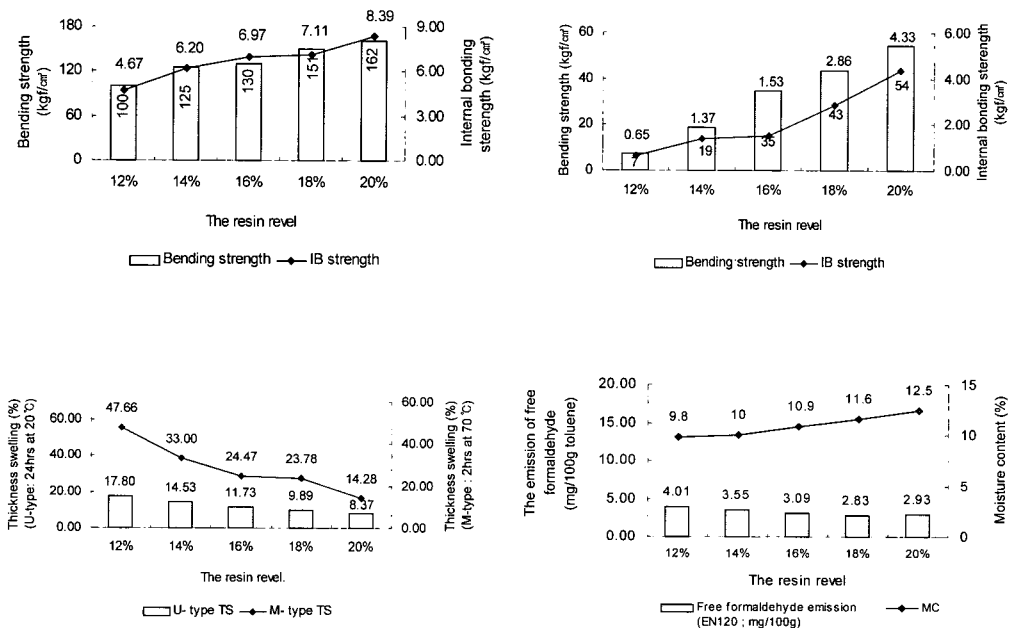 Bending strength
(kgf/㎠)
180
120
60
0
4.67
6.20
6.97
7.11
8.39
100
125
130
151
162
9.00
6.00
3.00
0.00
Internal bonding
sterength (kgf/㎠)
12% 14% 16% 18% 20%
The resin revel
Bending strength IB strength
Bending strength (kgf/㎠)
60
40
20
0
0.65
1.37
1.53
2.86
4.33
7
19
35
43
54
6.00
4.00
2.00
0.00
Internal bonding sterength
(kgf/㎠)
12% 14% 16% 18% 20%
The resin revel
Bending strength IB strength
Thickness swelling (%)
(U-type: 24hrs at 20℃)
60.00
40.00
20.00
0.00
47.66
33.00
24.47
23.78
14.28
17.80
14.53
11.73
9.89
8.37
60.00
40.00
20.00
0.00
Thickness swelling (%)
(M-type : 2hrs at 70℃)
12% 14% 16% 18% 20%
The resin revel.
U- type TS M- type TS
The emission of free
formaldehyde
(mg/100g toluene)
20.00
15.00
10.00
5.00
0.00
9.8
10
10.9
11.6
12.5
4.01
3.55
3.09
2.83
2.93
15
10
5
0
Moisture content (%)
12% 14% 16% 18% 20%
The resin revel
Free formaldehyde emission
(EN120 ; mg/100g)
MC